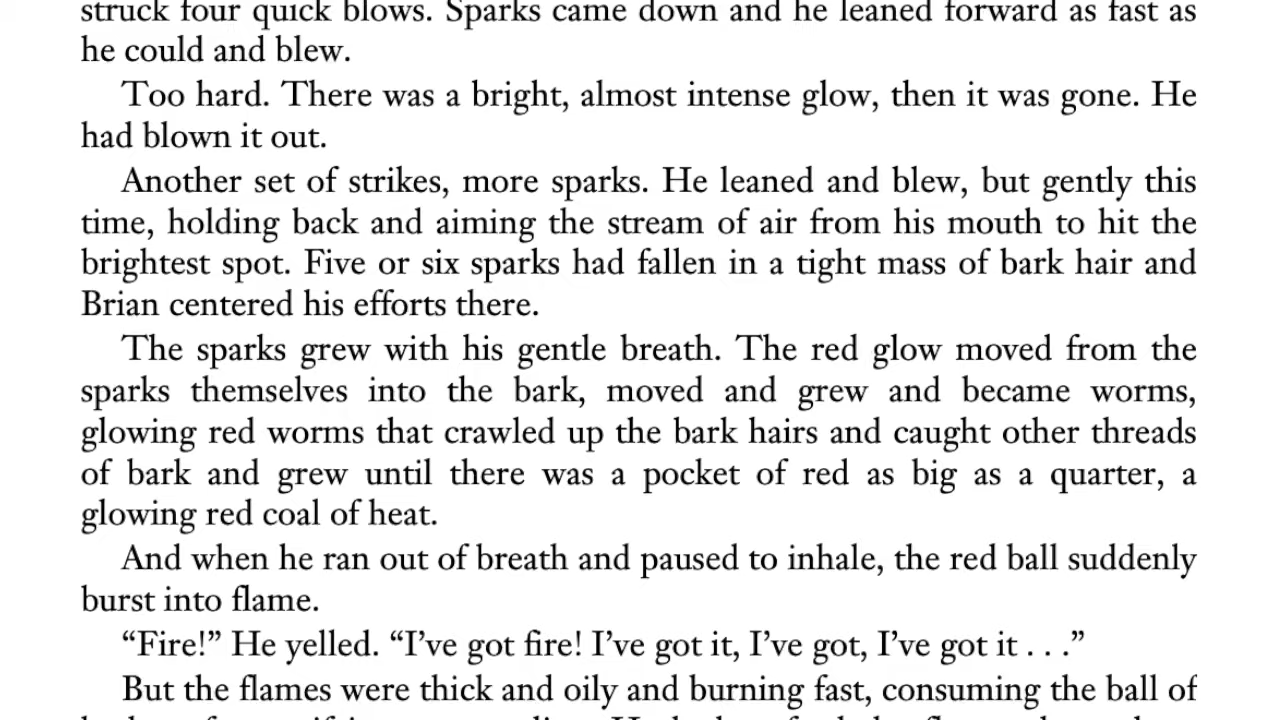 struck four quick blows. Sparks came down and he leaned forward as fast as
he could and blew.
Too hard. There was a bright, almost intense glow, then it was gone. He
had blown it out.
Another set of strikes, more sparks. He leaned and blew, but gently this
time, holding back and aiming the stream of air from his mouth to hit the
brightest spot. Five or six sparks had fallen in a tight mass of bark hair and
Brian centered his efforts there.
The sparks grew with his gentle breath. The red glow moved from the
sparks themselves into the bark, moved and grew and became worms,
glowing red worms that crawled up the bark hairs and caught other threads
of bark and grew until there was a pocket of red as big as a quarter, a
glowing red coal of heat.
And when he ran out of breath and paused to inhale, the red ball suddenly
burst into flame.
“Fire!” He yelled. “I’ve got fire! I’ve got it, I’ve got, I’ve got it . . .”
But the flames were thick and oily and burning fast, consuming the ball of